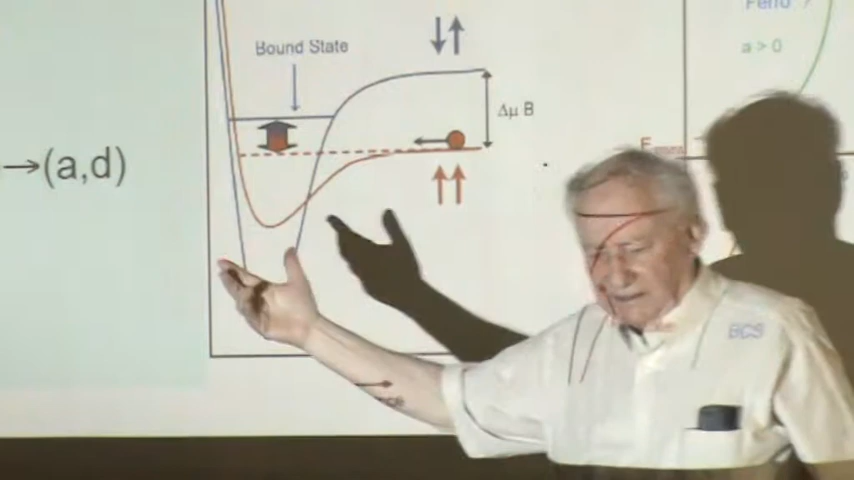 →(a,d)
Bound State
Δμ B
a > 0
BCS